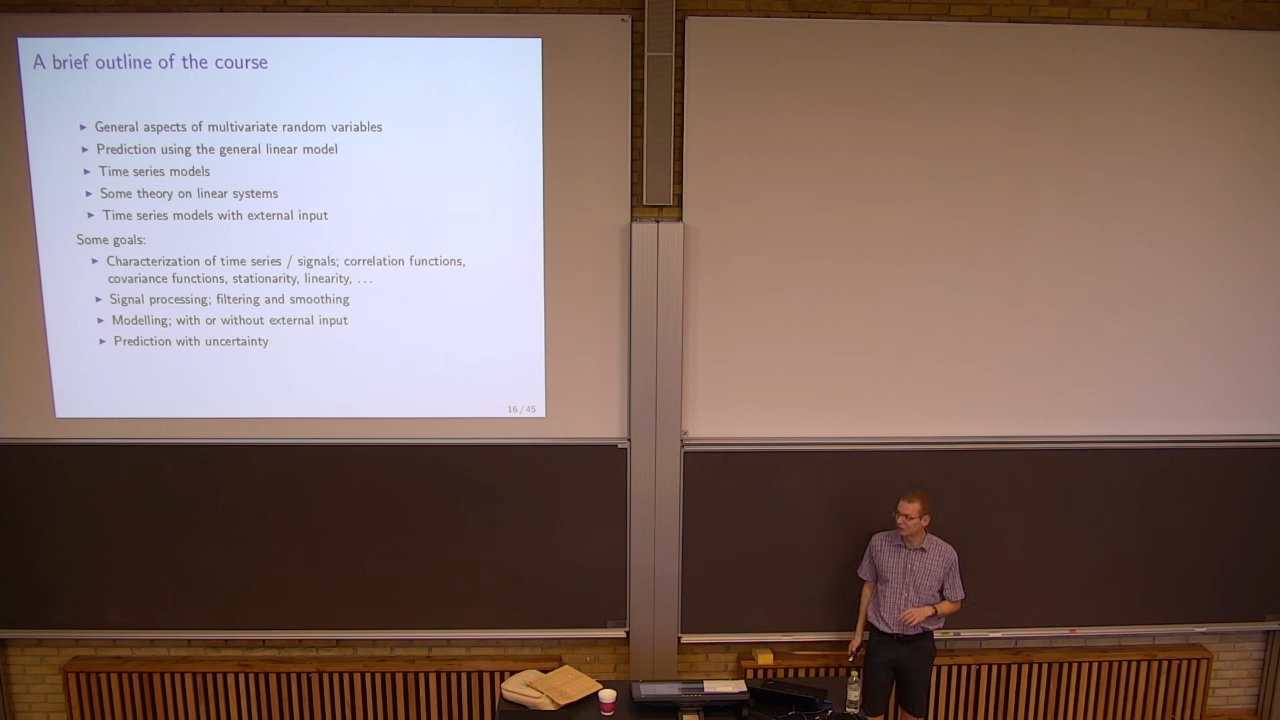 A brief outline of the course
▶ General aspects of multivariate random variables
▶ Prediction using the general linear model
▶ Time series models
▶ Some theory on linear systems
▶ Time series models with external input
Some goals:
▶ Characterization of time series / signals; correlation functions,
covariance functions, stationarity, linearity, ...
▶ Signal processing; filtering and smoothing
▶ Modelling; with or without external input
▶ Prediction with uncertainty
16 / 45